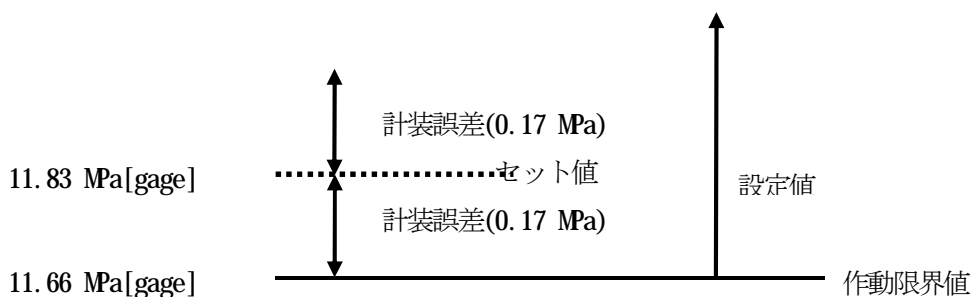 計装誤差(0.17 MPa)
11.83 MPa[gage]
セット値
設定値
計装誤差(0.17 MPa)
11.66 MPa[gage]
作動限界値